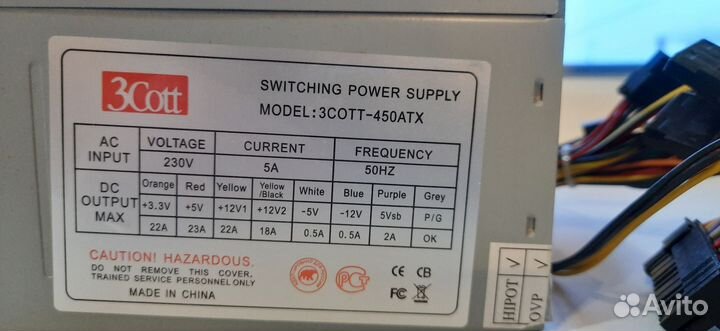 3Cott
SWITCHING POWER SUPPLY
MODEL:3COTT-450ATX
AC INPUT VOLTAGE CURRENT FREQUENCY
230V 5A 50HZ
DC OUTPUT MAX Orange Red Yellow Yellow/Black White Blue Purple Grey
+3.3V +5V +12V1 +12V2 -5V -12V 5Vsb P/G
22A 23A 22A 18A 0.5A 0.5A 2A OK
CAUTION! HAZARDOUS.
DO NOT REMOVE THIS COVER.
TRAINED SERVICE PERSONNEL ONLY!
MADE IN CHINA
PCT
CE CB
FC
HIPOT V
OVP V
Avito